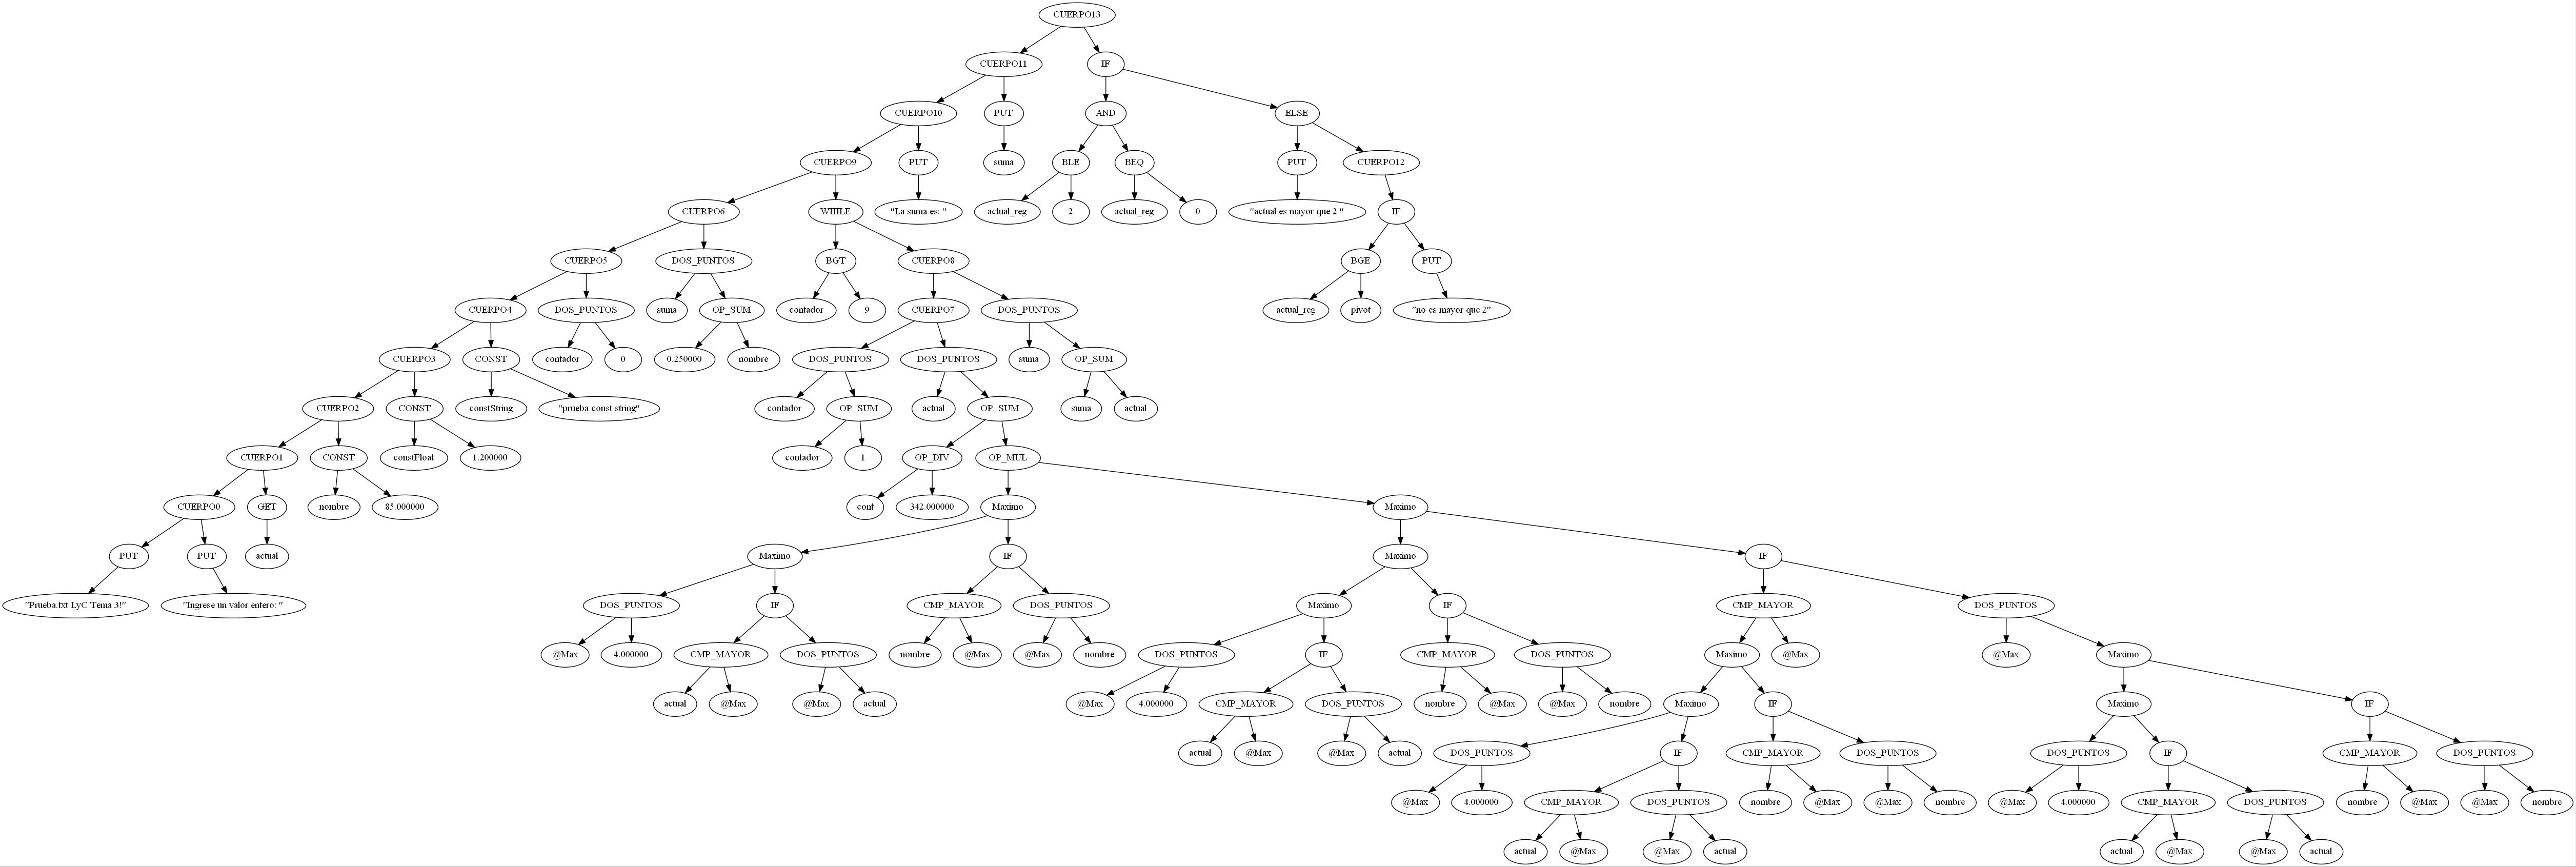 CUERPO13
CUERPO11 IF
CUERPO10 PUT AND ELSE
CUERPO9 PUT suma BLE BEQ PUT CUERPO12
CUERPO6 WHILE "La suma es: " actual_reg 2 actual_reg 0 "actual es mayor que 2 " IF
CUERPO5 DOS_PUNTOS BGT CUERPO8 BGE PUT
CUERPO4 DOS_PUNTOS suma OP_SUM contador 9 CUERPO7 DOS_PUNTOS actual_reg pivot "no es mayor que 2"
CUERPO3 CONST contador 0 0.250000 nombre DOS_PUNTOS DOS_PUNTOS suma OP_SUM
CUERPO2 CONST constString "prueba const string" contador OP_SUM actual OP_SUM suma actual
CUERPO1 CONST constFloat 1.200000 contador 1 OP_DIV OP_MUL
CUERPO0 GET nombre 85.000000 cont 342.000000 Maximo Maximo
PUT PUT actual Maximo IF Maximo IF
"Prueba.txt LyC Tema 3!" "Ingrese un valor entero: " DOS_PUNTOS IF CMP_MAYOR DOS_PUNTOS Maximo IF CMP_MAYOR DOS_PUNTOS
@Max 4.000000 CMP_MAYOR DOS_PUNTOS nombre @Max @Max nombre DOS_PUNTOS IF CMP_MAYOR DOS_PUNTOS Maximo @Max @Max Maximo
actual @Max @Max actual @Max 4.000000 CMP_MAYOR DOS_PUNTOS nombre @Max @Max nombre Maximo IF Maximo IF
actual @Max @Max actual DOS_PUNTOS IF CMP_MAYOR DOS_PUNTOS DOS_PUNTOS IF CMP_MAYOR DOS_PUNTOS
@Max 4.000000 CMP_MAYOR DOS_PUNTOS nombre @Max @Max nombre @Max 4.000000 CMP_MAYOR DOS_PUNTOS nombre @Max @Max nombre
actual @Max @Max actual actual @Max @Max actual